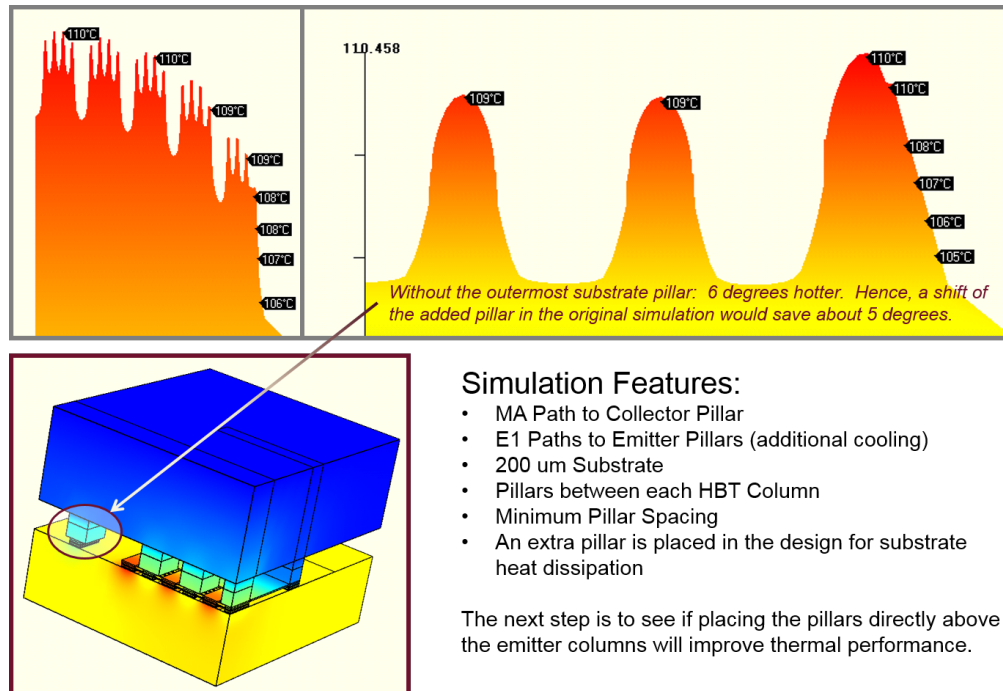 110°C
110°C
109°C
109°C
108°C
108°C
107°C
106°C
110.458
109°C
109°C
110°C
110°C
108°C
107°C
106°C
105°C
Without the outermost substrate pillar:  6 degrees hotter.  Hence, a shift of
the added pillar in the original simulation would save about 5 degrees.
Simulation Features:
• MA Path to Collector Pillar
• E1 Paths to Emitter Pillars (additional cooling)
• 200 um Substrate
• Pillars between each HBT Column
• Minimum Pillar Spacing
• An extra pillar is placed in the design for substrate
heat dissipation
The next step is to see if placing the pillars directly above
the emitter columns will improve thermal performance.